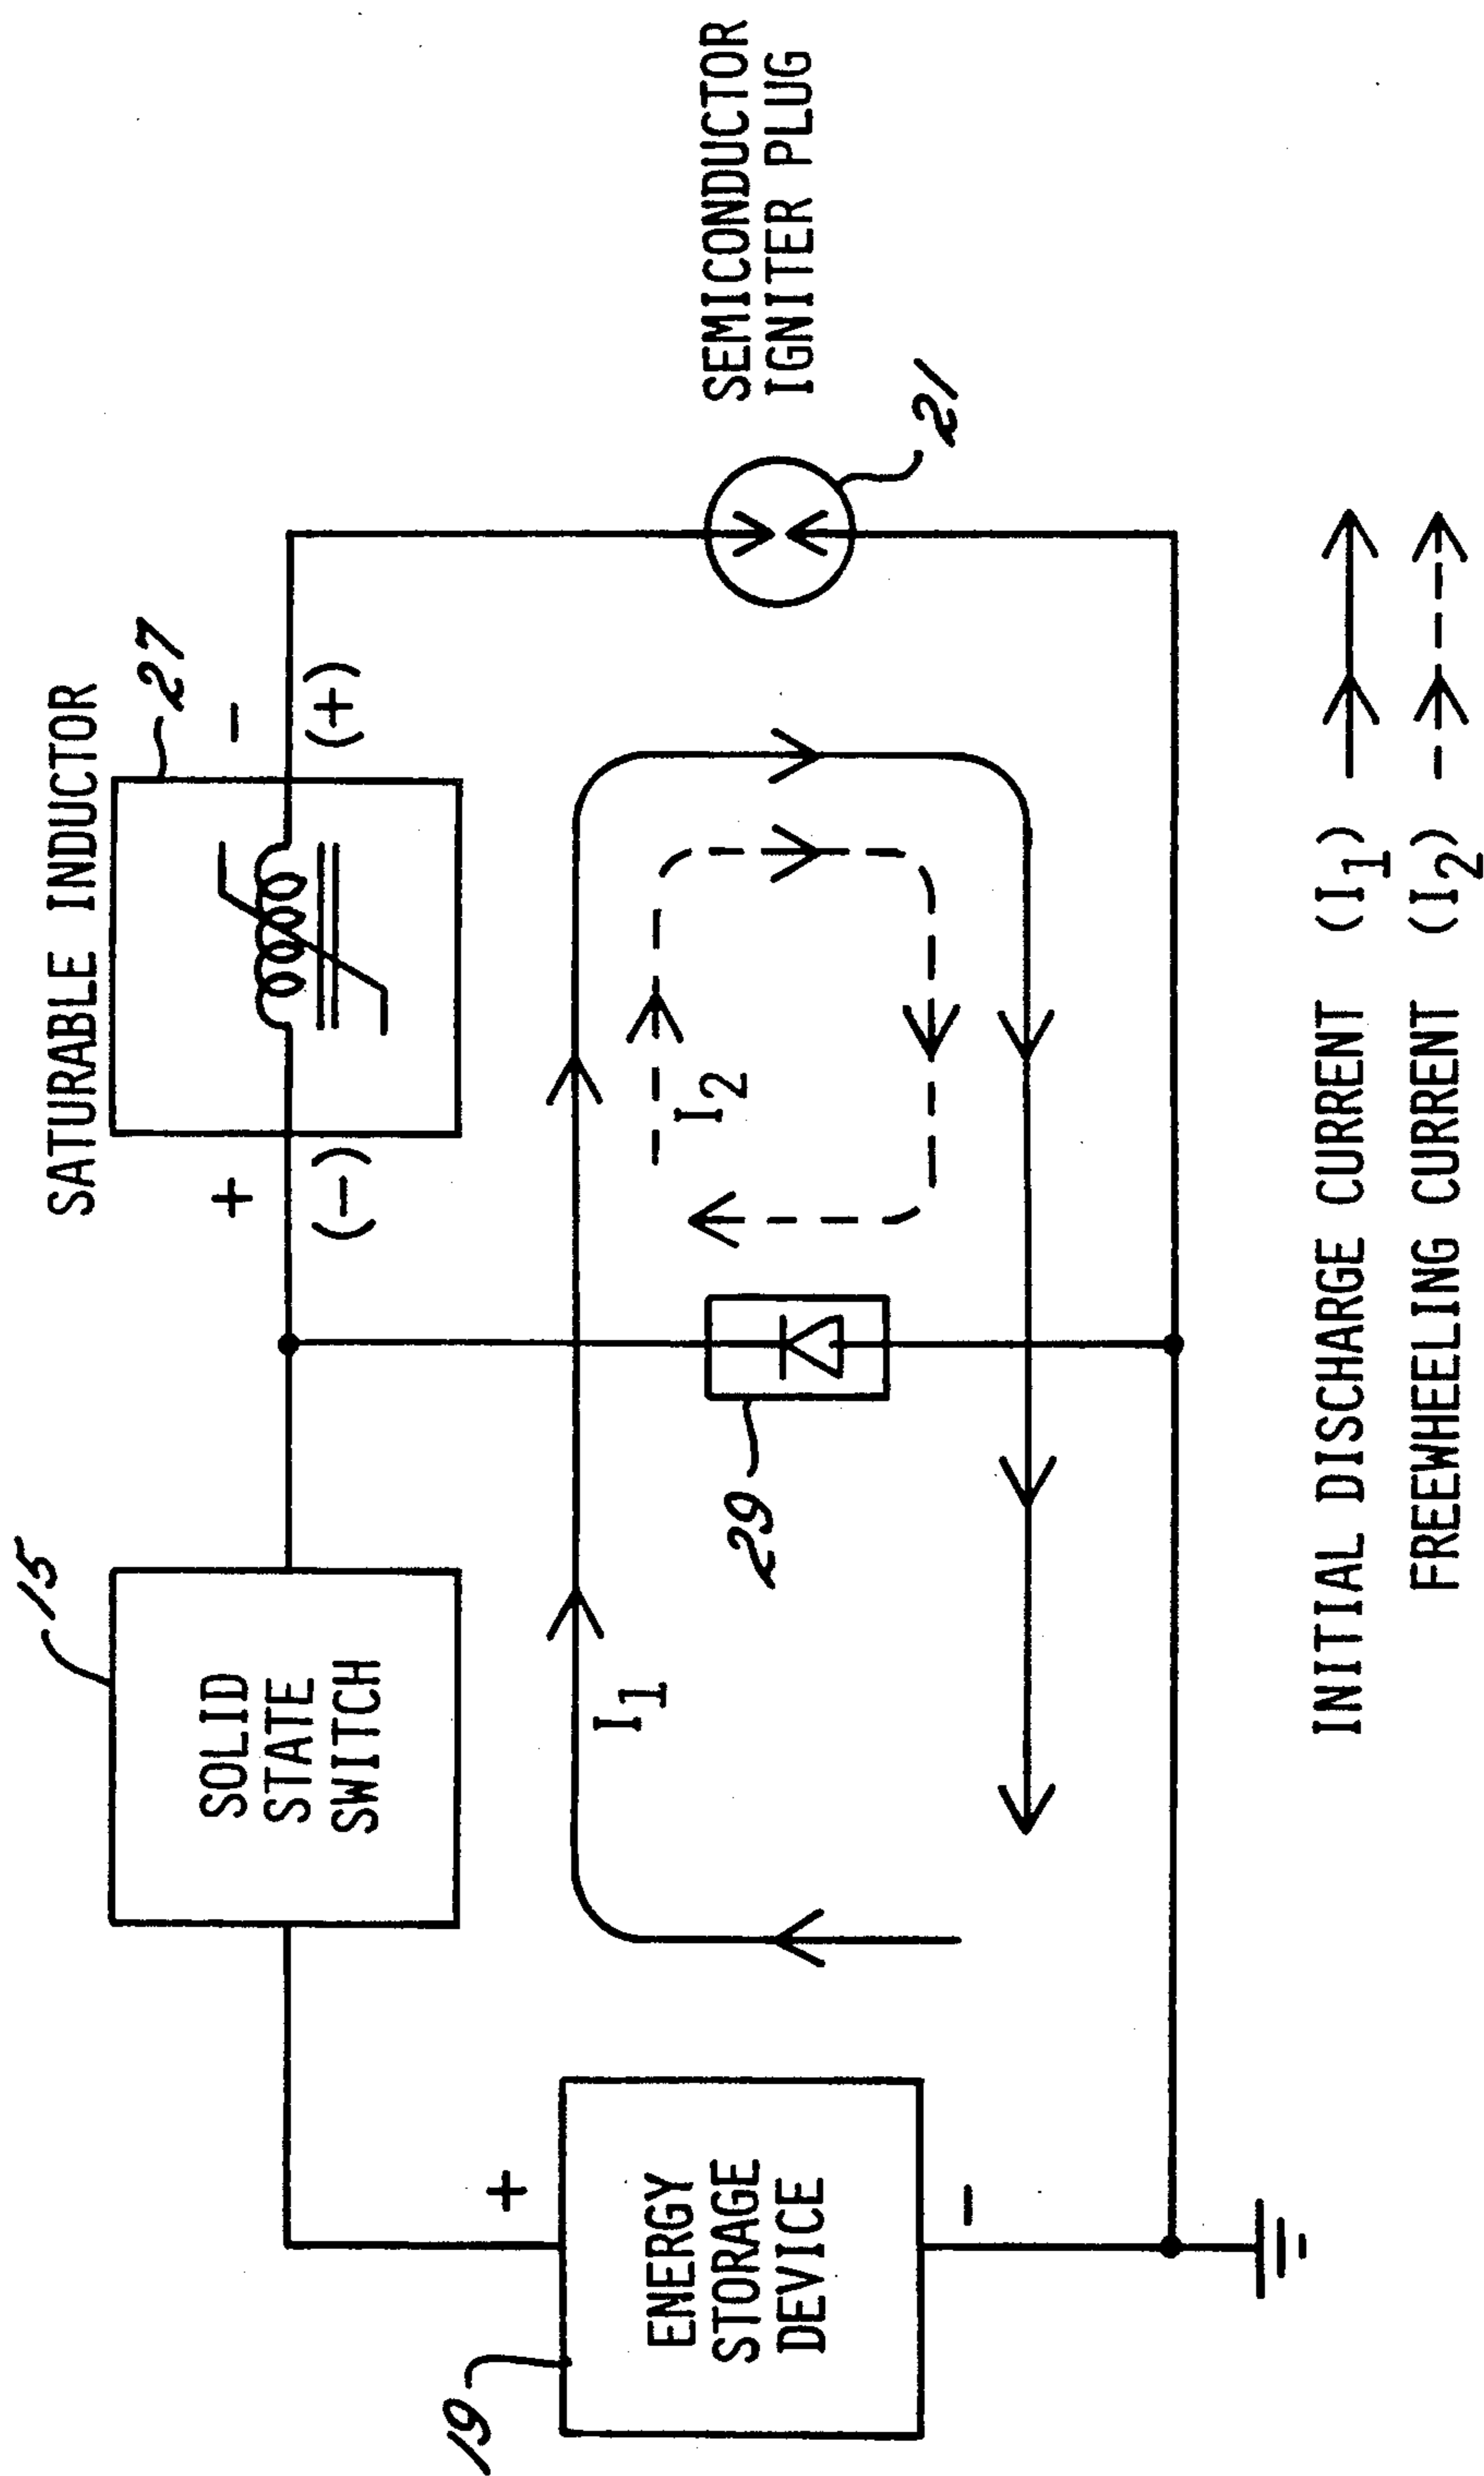 15
SATURABLE INDUCTOR
27
SOLID
STATE
SWITCH
+
-
(-)
(+)
19
+
ENERGY
STORAGE
DEVICE
-
I1
I2
29
SEMICONDUCTOR
IGNITER PLUG
21
INITIAL DISCHARGE CURRENT (I1)
FREEWHEELING CURRENT (I2)